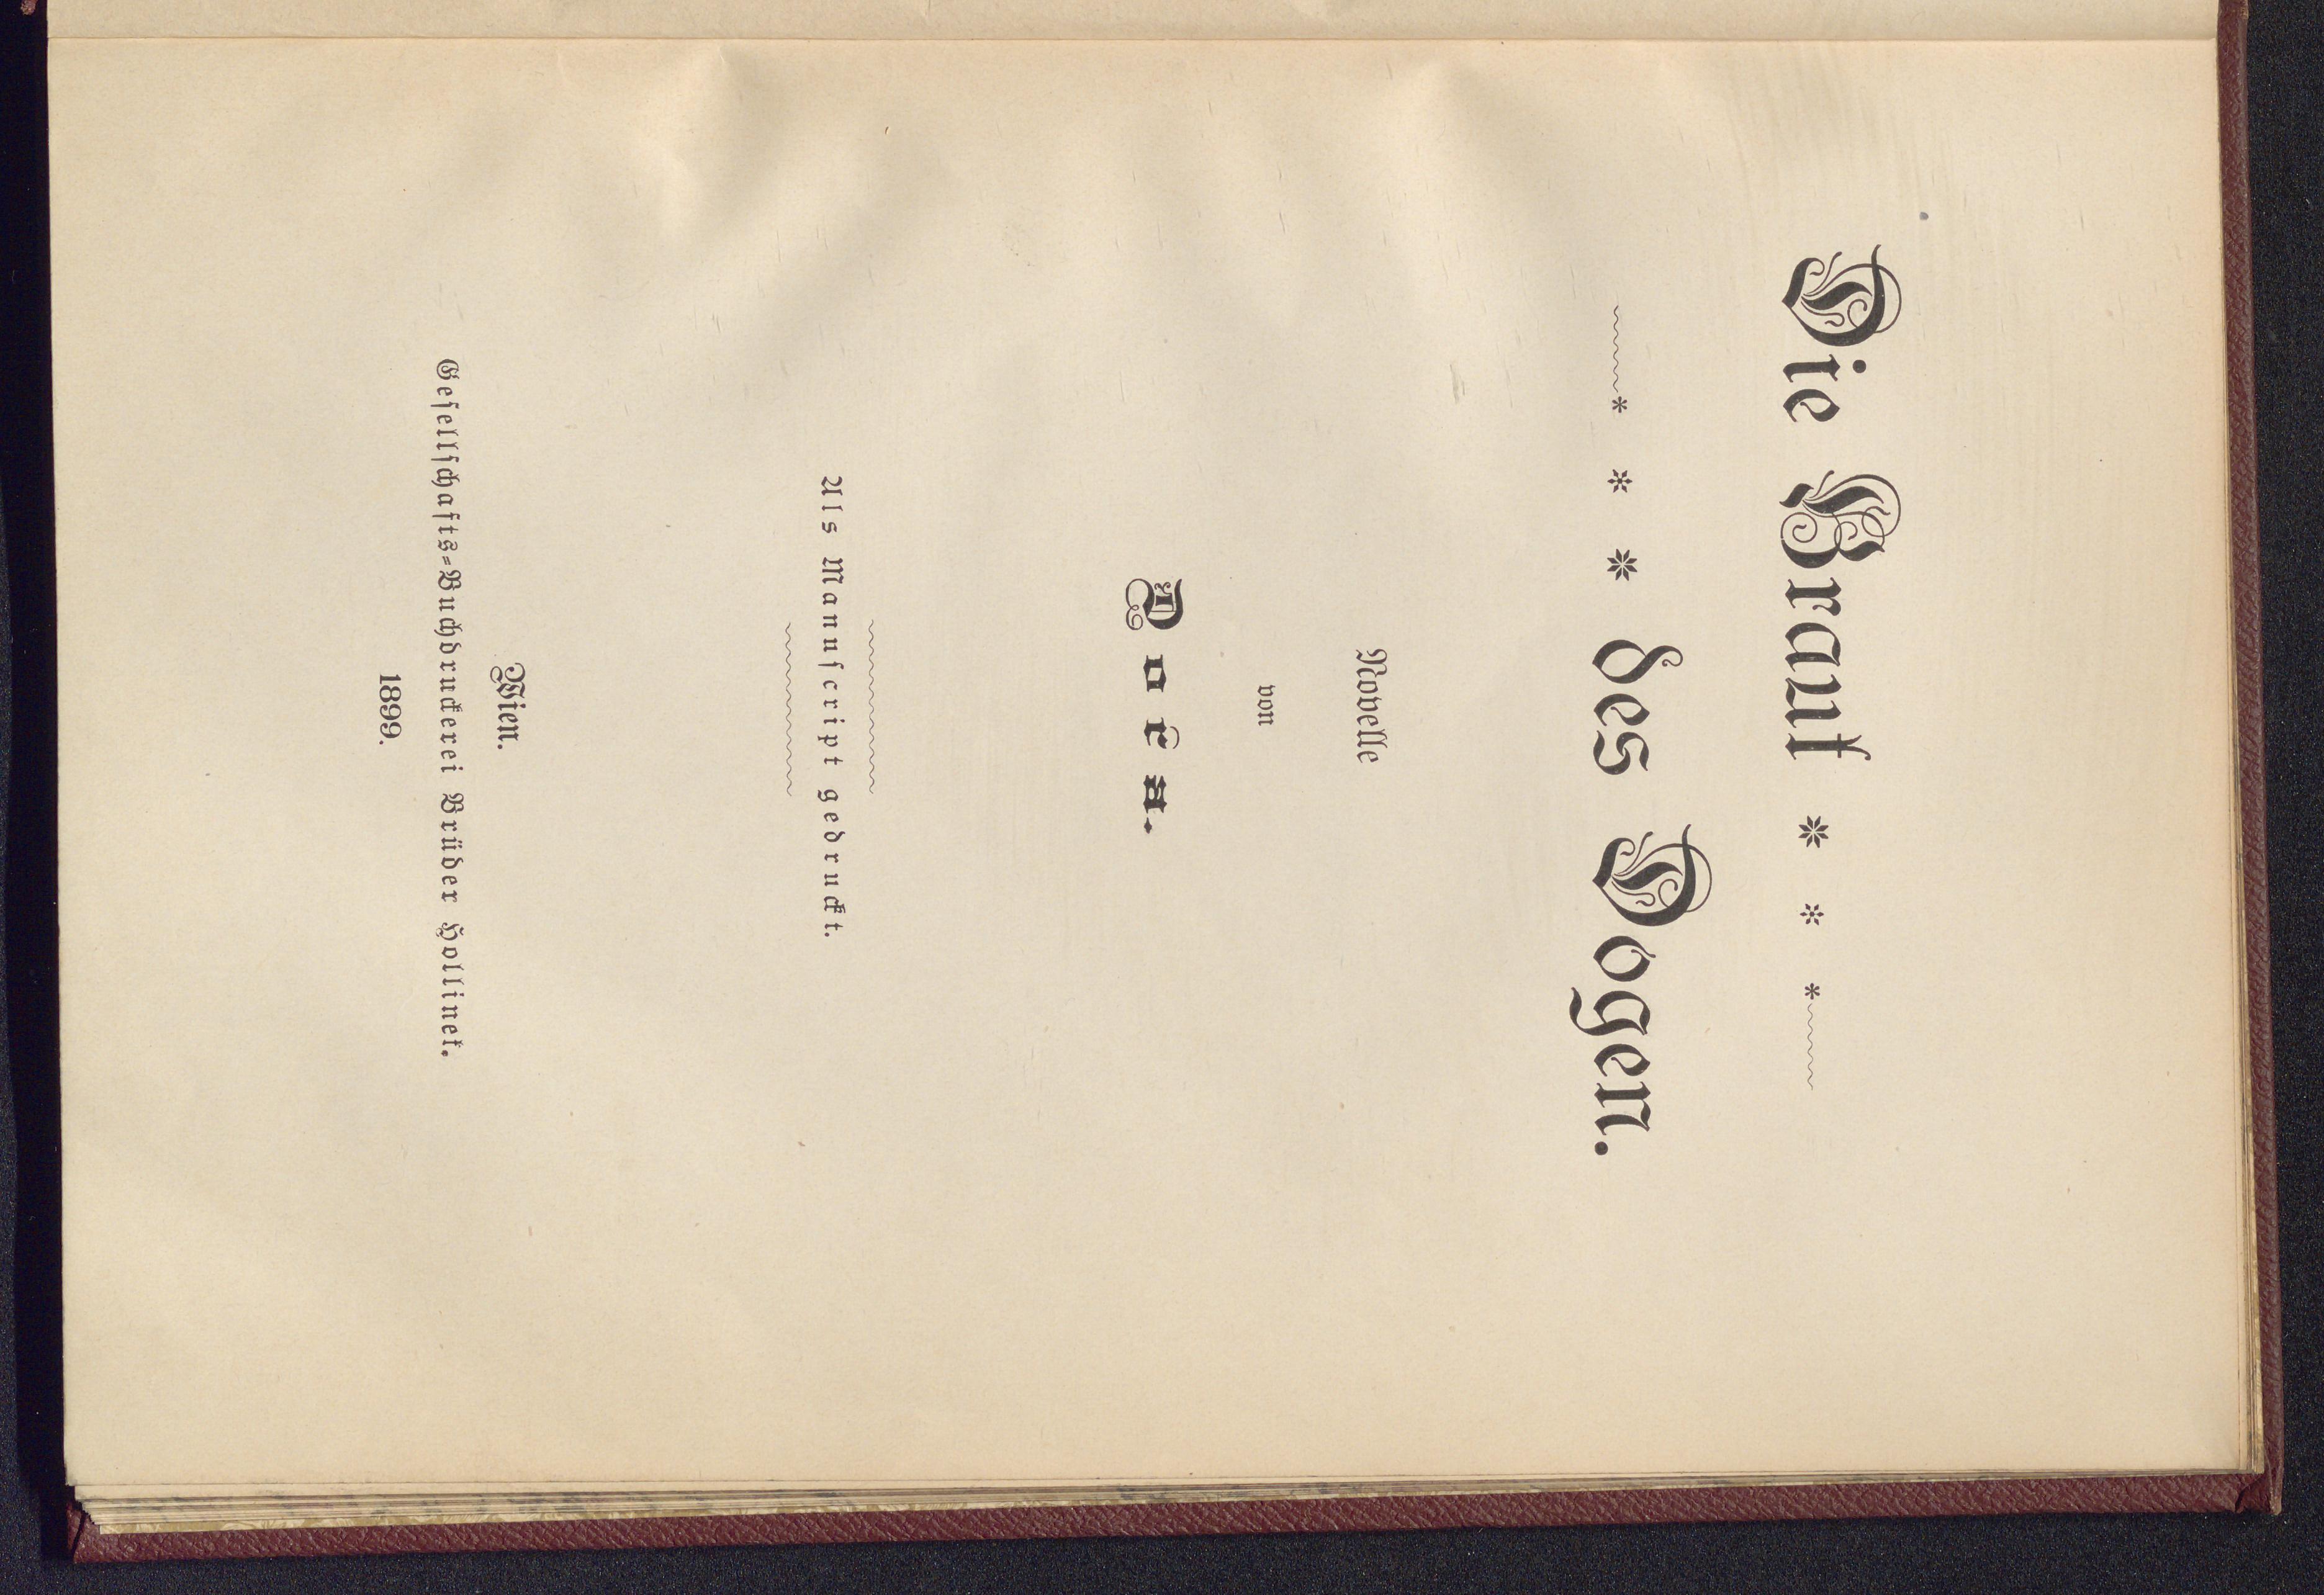 Die Braut * * *
* * * des Dogen.
Novelle
von
Dora.
Als Manuscript gedruckt.
Wien.
Gesellschafts-Buchdruckerei Brüder Hollinek.
1899.